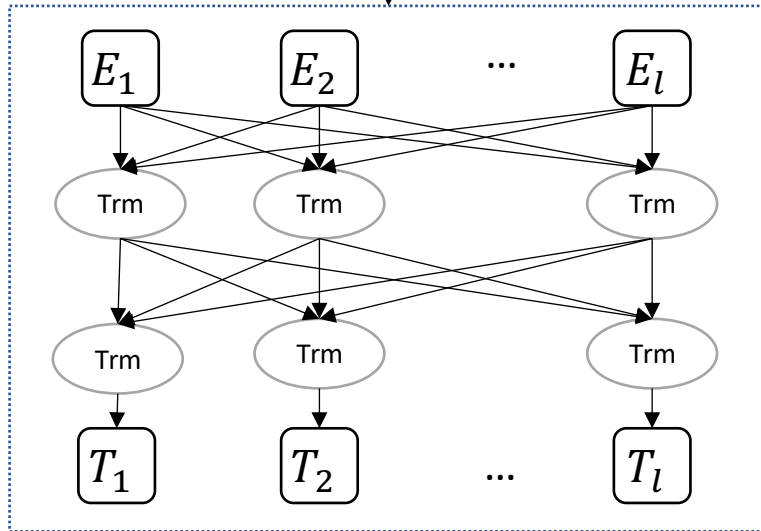 E₁ E₂ ... Eₗ
Trm Trm Trm
Trm Trm Trm
T₁ T₂ ... Tₗ